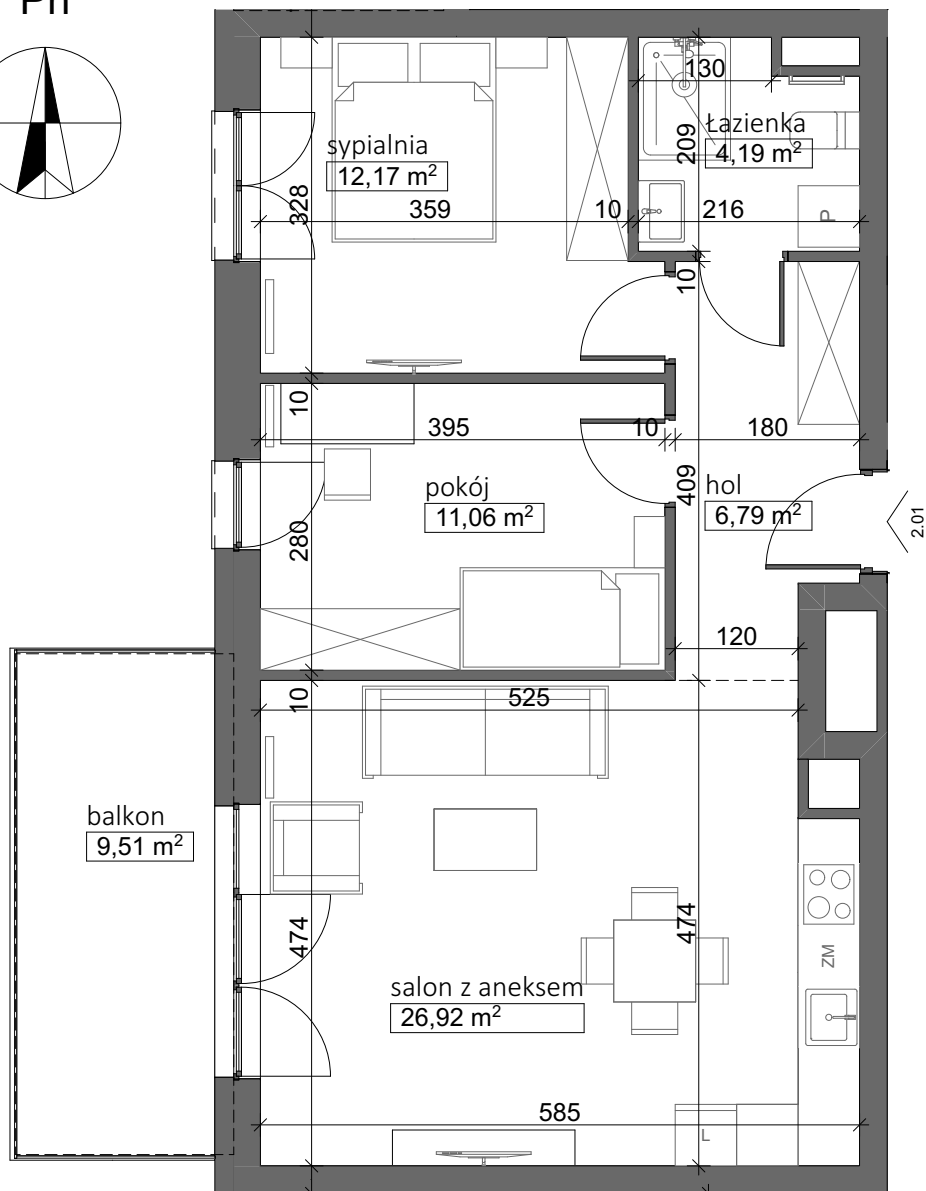 Pn
130
Łazienka
4,19 m²
209
sypialnia
12,17 m²
328
359
10
216
P
10
10
395
10
180
pokój
11,06 m²
409
hol
6,79 m²
2.01
280
120
10
525
balkon
9,51 m²
474
474
ZM
salon z aneksem
26,92 m²
585
L